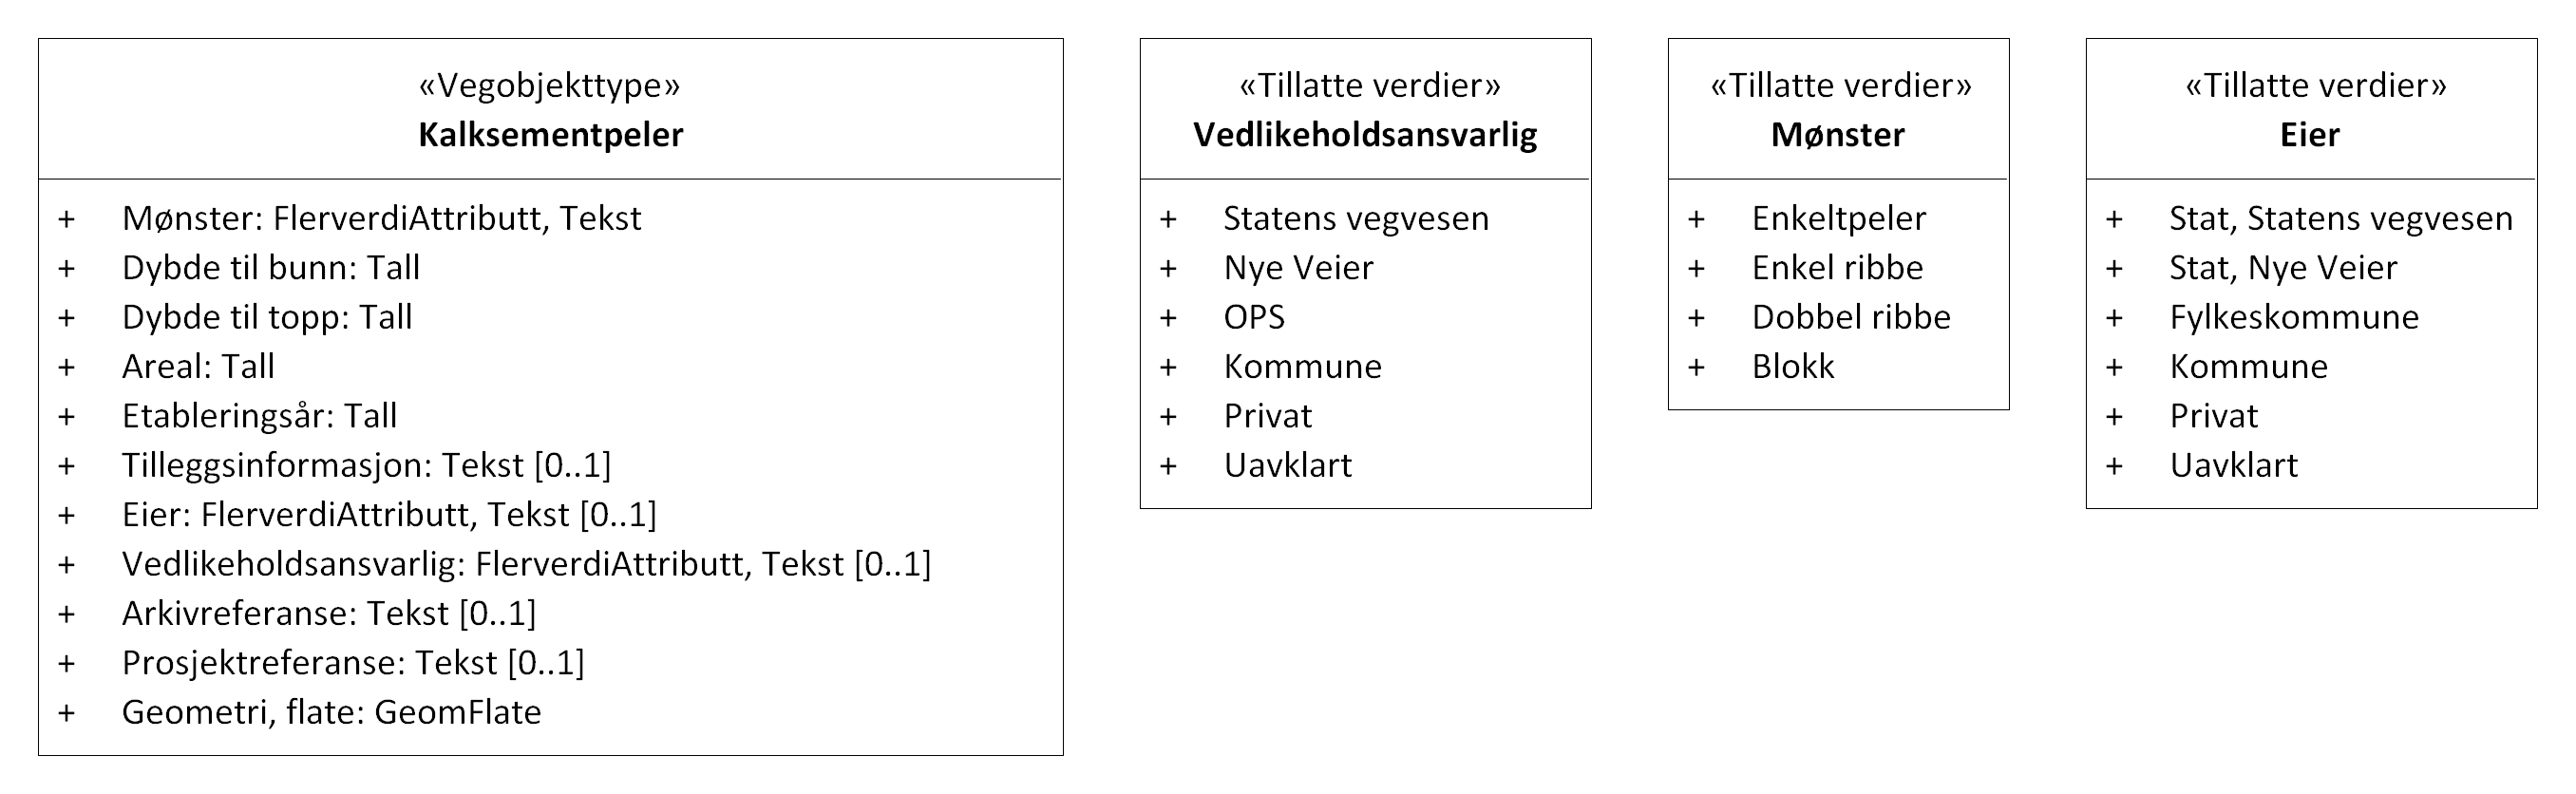 «Vegobjekttype»
Kalksementpeler
+ Mønster: FlerverdiAttributt, Tekst
+ Dybde til bunn: Tall
+ Dybde til topp: Tall
+ Areal: Tall
+ Etableringsår: Tall
+ Tilleggsinformasjon: Tekst [0..1]
+ Eier: FlerverdiAttributt, Tekst [0..1]
+ Vedlikeholdsansvarlig: FlerverdiAttributt, Tekst [0..1]
+ Arkivreferanse: Tekst [0..1]
+ Prosjektreferanse: Tekst [0..1]
+ Geometri, flate: GeomFlate
«Tillatte verdier»
Vedlikeholdsansvarlig
+ Statens vegvesen
+ Nye Veier
+ OPS
+ Kommune
+ Privat
+ Uavklart
«Tillatte verdier»
Mønster
+ Enkeltpeler
+ Enkel ribbe
+ Dobbel ribbe
+ Blokk
«Tillatte verdier»
Eier
+ Stat, Statens vegvesen
+ Stat, Nye Veier
+ Fylkeskommune
+ Kommune
+ Privat
+ Uavklart